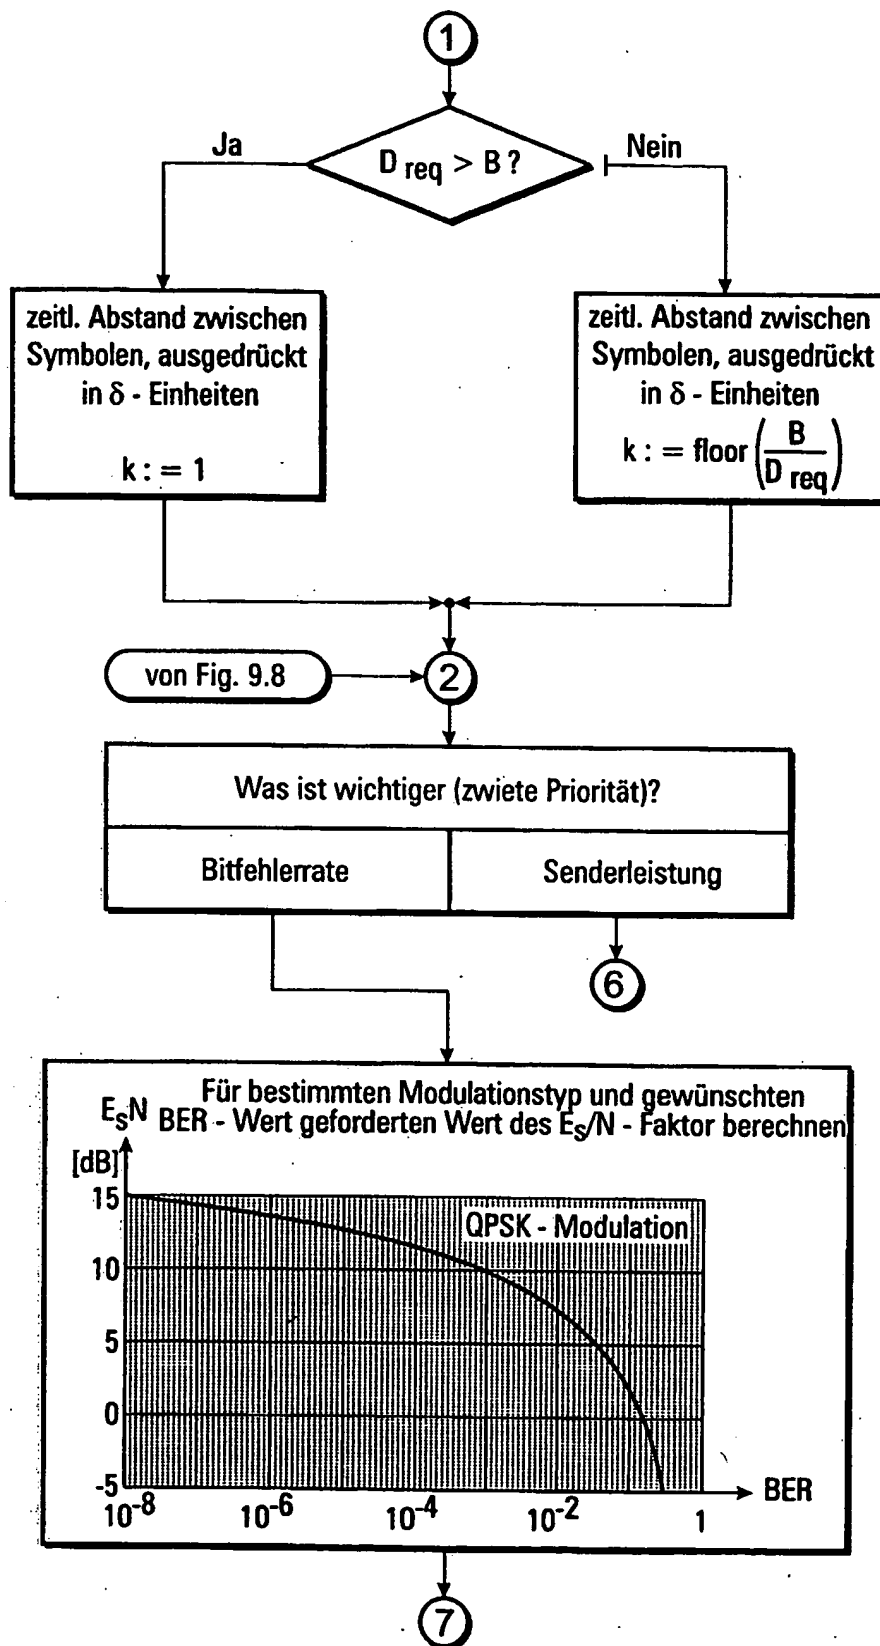 1
D req > B ?
Ja
Nein
zeitl. Abstand zwischen
Symbolen, ausgedrückt
in δ - Einheiten
k : = 1
zeitl. Abstand zwischen
Symbolen, ausgedrückt
in δ - Einheiten
k : = floor ( B / D req )
von Fig. 9.8
2
Was ist wichtiger (zwiete Priorität)?
Bitfehlerrate
Senderleistung
6
Für bestimmten Modulationstyp und gewünschten
BER - Wert geforderten Wert des Es/N - Faktor berechnen
EsN
[dB]
QPSK - Modulation
15
10
5
0
-5
10^-8
10^-6
10^-4
10^-2
1
BER
7